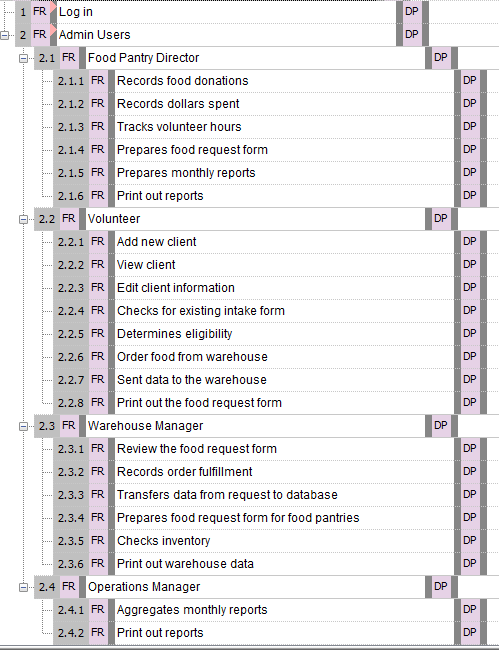 1 FR Log in DP
2 FR Admin Users DP
2.1 FR Food Pantry Director DP
2.1.1 FR Records food donations DP
2.1.2 FR Records dollars spent DP
2.1.3 FR Tracks volunteer hours DP
2.1.4 FR Prepares food request form DP
2.1.5 FR Prepares monthly reports DP
2.1.6 FR Print out reports DP
2.2 FR Volunteer DP
2.2.1 FR Add new client DP
2.2.2 FR View client DP
2.2.3 FR Edit client information DP
2.2.4 FR Checks for existing intake form DP
2.2.5 FR Determines eligibility DP
2.2.6 FR Order food from warehouse DP
2.2.7 FR Sent data to the warehouse DP
2.2.8 FR Print out the food request form DP
2.3 FR Warehouse Manager DP
2.3.1 FR Review the food request form DP
2.3.2 FR Records order fulfillment DP
2.3.3 FR Transfers data from request to database DP
2.3.4 FR Prepares food request form for food pantries DP
2.3.5 FR Checks inventory DP
2.3.6 FR Print out warehouse data DP
2.4 FR Operations Manager DP
2.4.1 FR Aggregates monthly reports DP
2.4.2 FR Print out reports DP